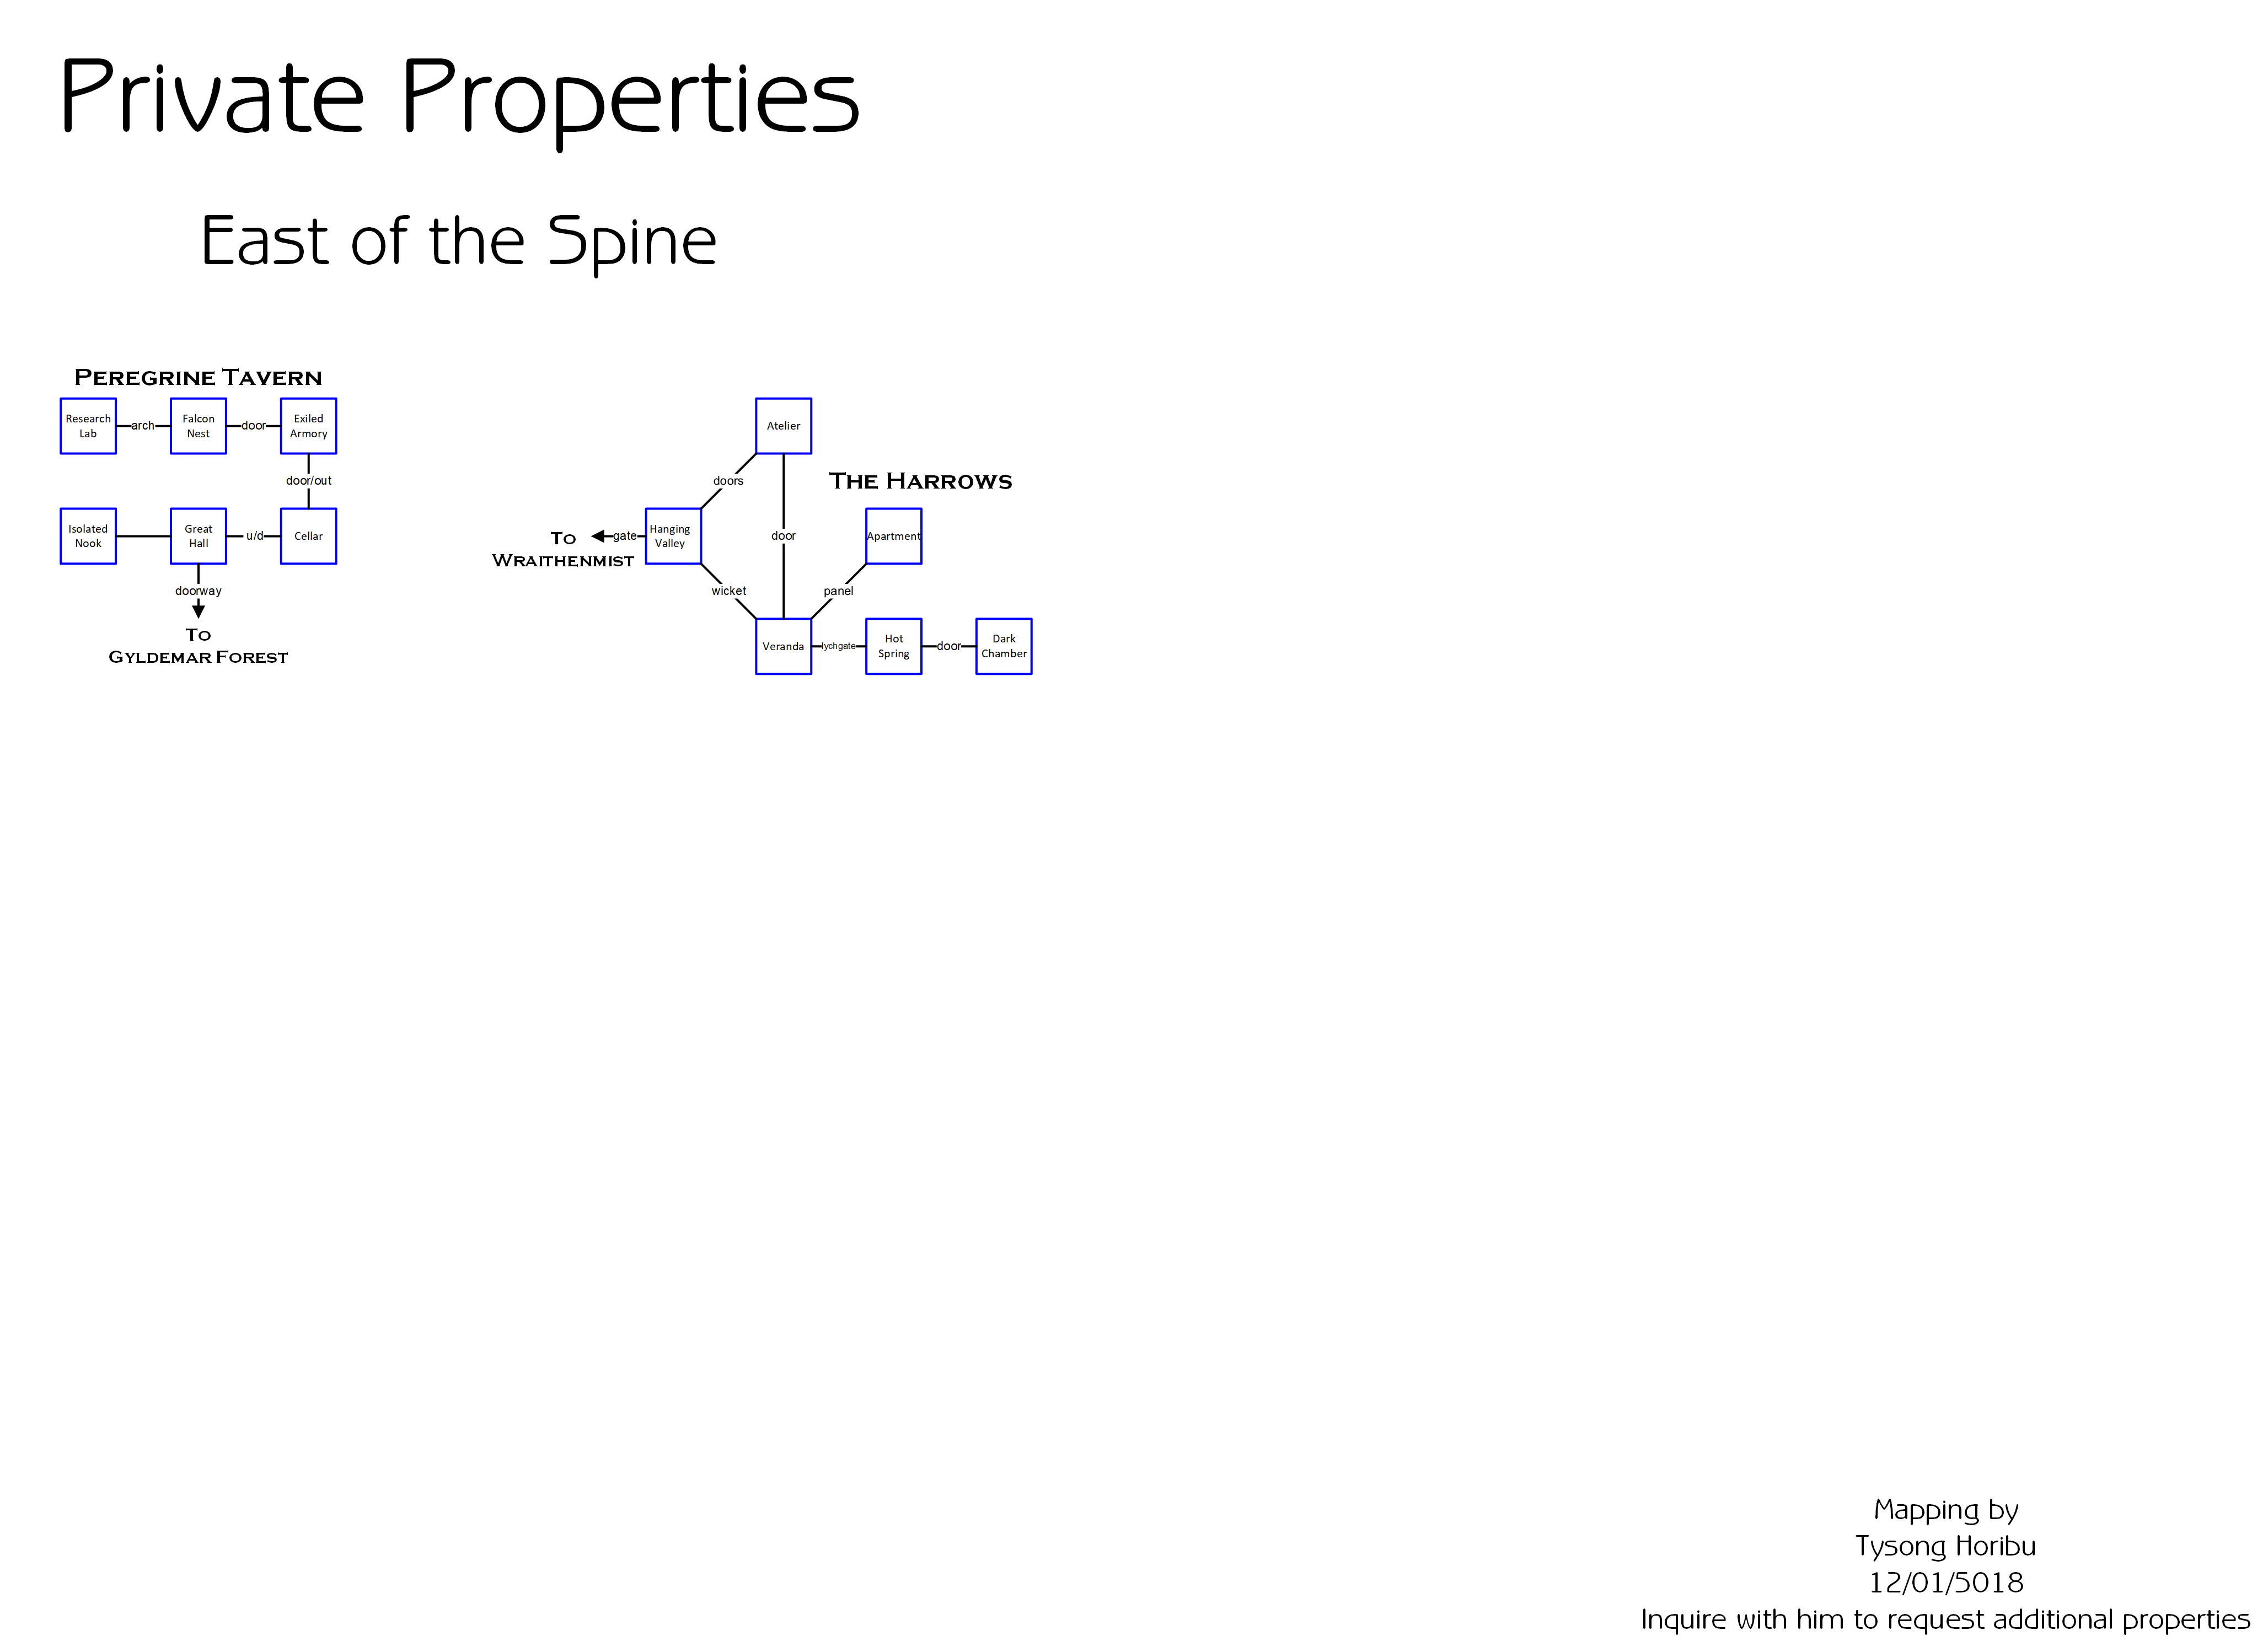 Private Properties
East of the Spine
PEREGRINE TAVERN
Research
Lab
arch
Falcon
Nest
door
Exiled
Armory
door/out
Isolated
Nook
Great
Hall
u/d
Cellar
doorway
TO
GYLDEMAR FOREST
Atelier
doors
THE HARROWS
TO
WRAITHENMIST
gate
Hanging
Valley
door
Apartment
wicket
panel
Veranda
lychgate
Hot
Spring
door
Dark
Chamber
Mapping by
Tysong Horibu
12/01/5018
Inquire with him to request additional properties